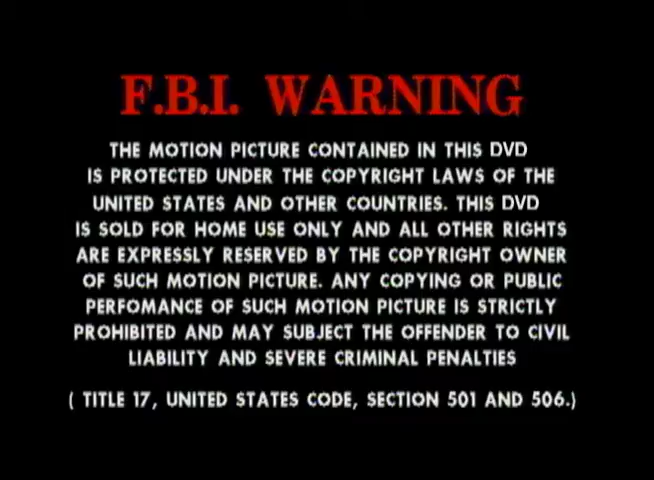 F.B.I. WARNING
THE MOTION PICTURE CONTAINED IN THIS DVD
IS PROTECTED UNDER THE COPYRIGHT LAWS OF THE
UNITED STATES AND OTHER COUNTRIES. THIS DVD
IS SOLD FOR HOME USE ONLY AND ALL OTHER RIGHTS
ARE EXPRESSLY RESERVED BY THE COPYRIGHT OWNER
OF SUCH MOTION PICTURE. ANY COPYING OR PUBLIC
PERFOMANCE OF SUCH MOTION PICTURE IS STRICTLY
PROHIBITED AND MAY SUBJECT THE OFFENDER TO CIVIL
LIABILITY AND SEVERE CRIMINAL PENALTIES
( TITLE 17, UNITED STATES CODE, SECTION 501 AND 506.)